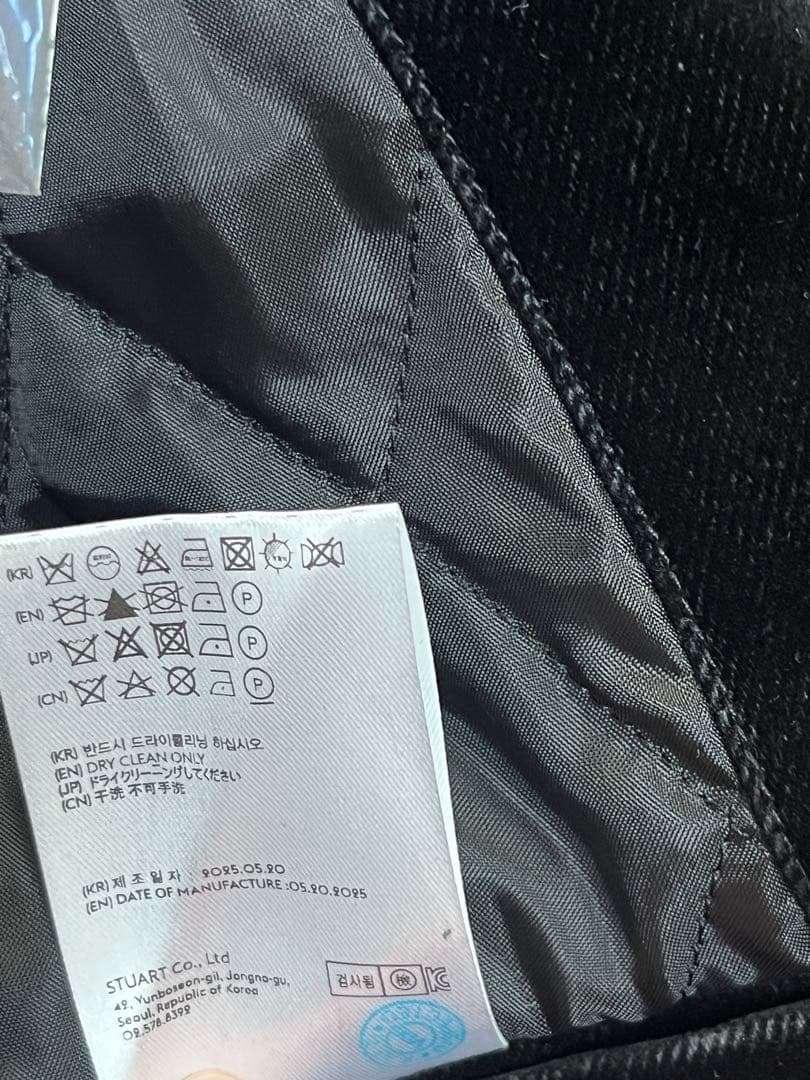 (KR)
(EN) P
(JP) P
(CN) P
(KR) 반드시 드라이클리닝 하십시오
(EN) DRY CLEAN ONLY
(JP) ドライクリーニングしてください
(CN) 干洗 不可手洗
(KR) 제 조 일 자 : 2025.05.20
(EN) DATE OF MANUFACTURE :05.20.2025
STUART Co., Ltd
42, Yunboseon-gil, Jongno-gu,
Seoul, Republic of Korea
02.578.8392
검사필